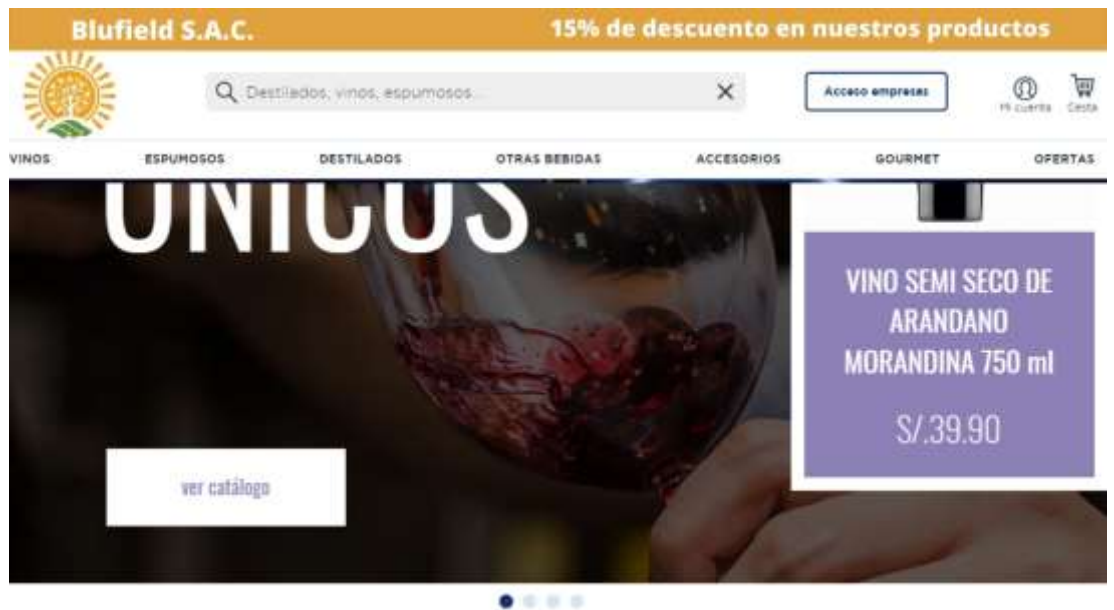 Blufield S.A.C.
15% de descuento en nuestros productos
Destilados, vinos, espumosos...
Acceso empresas
Mi cuenta
Cesta
VINOS
ESPUMOSOS
DESTILADOS
OTRAS BEBIDAS
ACCESORIOS
GOURMET
OFERTAS
UNICOS
VINO SEMI SECO DE
ARANDANO
MORANDINA 750 ml
S/.39.90
ver catálogo